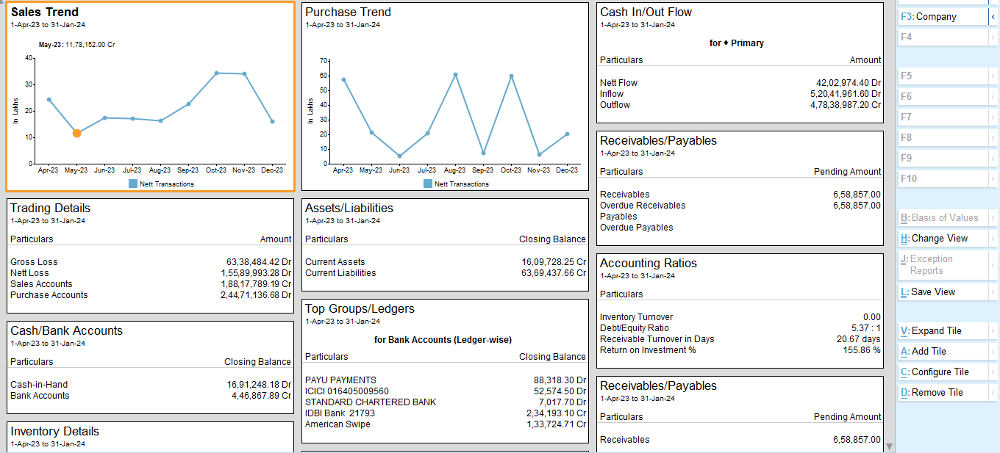 Sales Trend
1-Apr-23 to 31-Jan-24
May-23: 11,78,152.00 Cr
40
30
20
10
0
In Lakhs
Apr-23 May-23 Jun-23 Jul-23 Aug-23 Sep-23 Oct-23 Nov-23 Dec-23
Nett Transactions
Purchase Trend
1-Apr-23 to 31-Jan-24
70
60
50
40
30
20
10
0
In Lakhs
Apr-23 May-23 Jun-23 Jul-23 Aug-23 Sep-23 Oct-23 Nov-23 Dec-23
Nett Transactions
Cash In/Out Flow
1-Apr-23 to 31-Jan-24
for ♦ Primary
Particulars Amount
Nett Flow 42,02,974.40 Dr
Inflow 5,20,41,961.60 Dr
Outflow 4,78,38,987.20 Cr
Receivables/Payables
1-Apr-23 to 31-Jan-24
Particulars Pending Amount
Receivables 6,58,857.00
Overdue Receivables 6,58,857.00
Payables
Overdue Payables
Trading Details
1-Apr-23 to 31-Jan-24
Particulars Amount
Gross Loss 63,38,484.42 Dr
Nett Loss 1,55,89,993.28 Dr
Sales Accounts 1,88,17,789.19 Cr
Purchase Accounts 2,44,71,136.68 Dr
Assets/Liabilities
1-Apr-23 to 31-Jan-24
Particulars Closing Balance
Current Assets 16,09,728.25 Cr
Current Liabilities 63,69,437.66 Cr
Accounting Ratios
1-Apr-23 to 31-Jan-24
Particulars
Inventory Turnover 0.00
Debt/Equity Ratio 5.37 : 1
Receivable Turnover in Days 20.67 days
Return on Investment % 155.86 %
Cash/Bank Accounts
1-Apr-23 to 31-Jan-24
Particulars Closing Balance
Cash-in-Hand 16,91,248.18 Dr
Bank Accounts 4,46,867.89 Cr
Top Groups/Ledgers
1-Apr-23 to 31-Jan-24
for Bank Accounts (Ledger-wise)
Particulars Closing Balance
PAYU PAYMENTS 88,318.30 Dr
ICICI 016405009560 52,574.50 Dr
STANDARD CHARTERED BANK 7,017.70 Dr
IDBI Bank 21793 2,34,193.10 Cr
American Swipe 1,33,724.71 Cr
Receivables/Payables
1-Apr-23 to 31-Jan-24
Particulars Pending Amount
Receivables 6,58,857.00
Inventory Details
1-Apr-23 to 31-Jan-24
F3: Company
F4
F5
F6
F7
F8
F9
F10
B: Basis of Values
H: Change View
J: Exception
Reports
L: Save View
V: Expand Tile
A: Add Tile
C: Configure Tile
D: Remove Tile